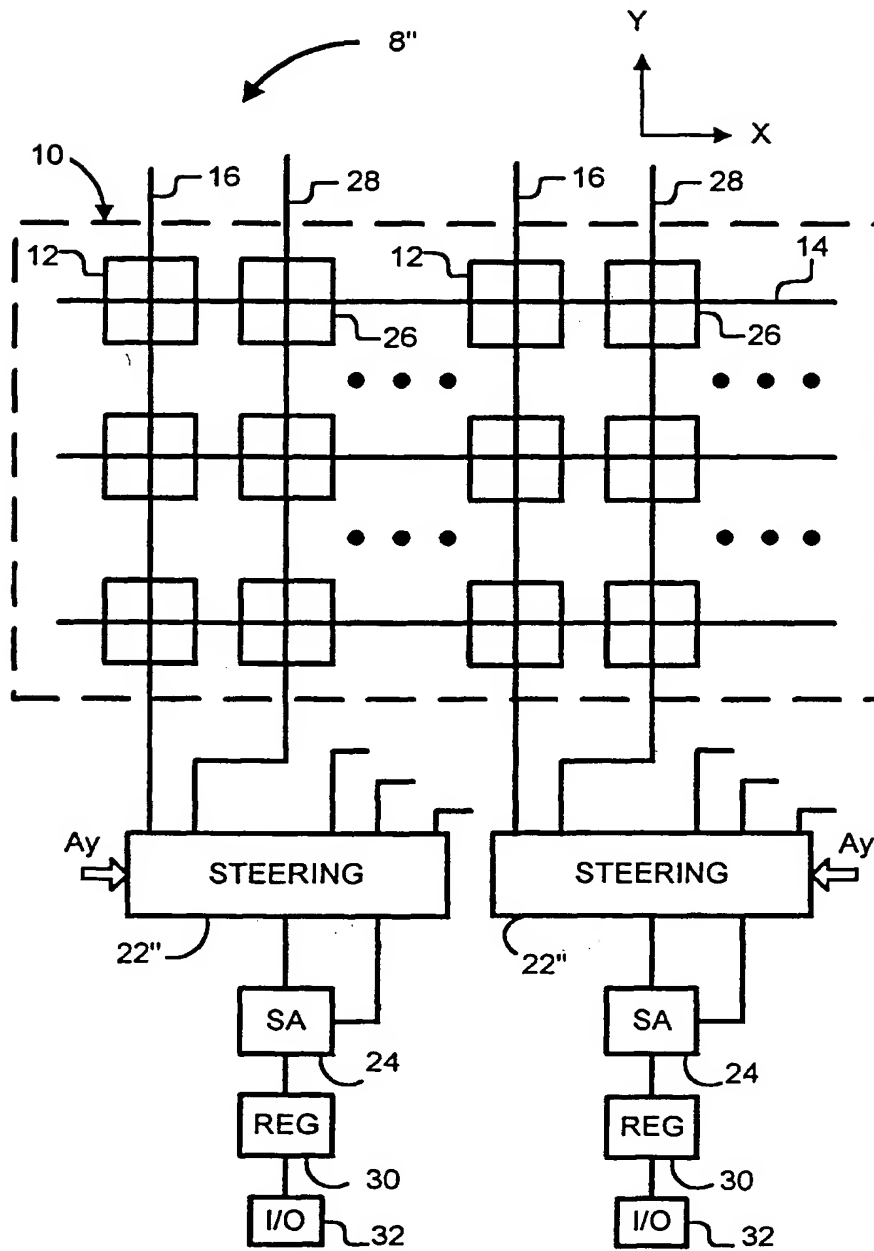 8"
Y
X
10
16
28
16
28
12
12
14
26
26
Ay
STEERING
STEERING
Ay
22"
22"
SA
SA
24
24
REG
REG
30
30
I/O
32
I/O
32